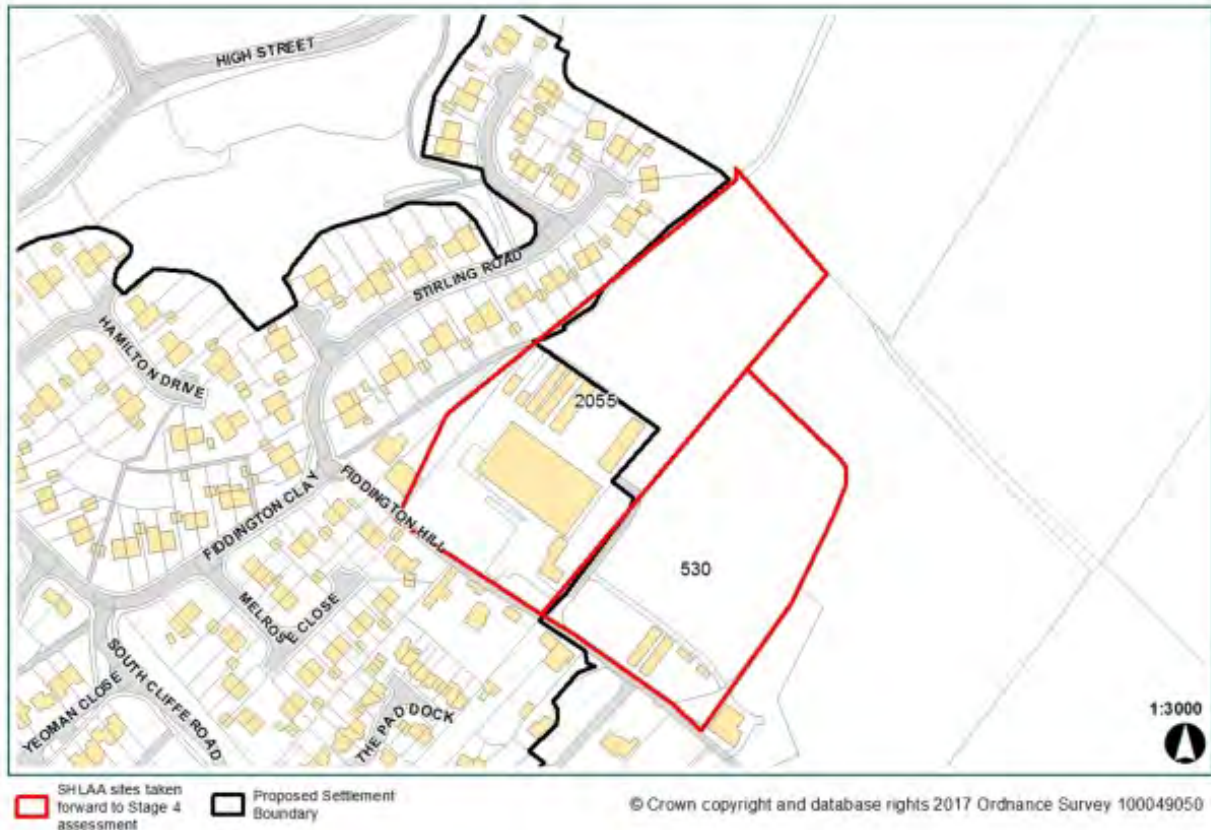 HIGH STREET
STIRLING ROAD
HAMILTON DRIVE
2055
FIDDINGTON CLAY
FIDDINGTON HILL
530
MELROSE CLOSE
SOUTH CLIFFE ROAD
YEOMAN CLOSE
THE PADDOCK
1:3000
SHLAA sites taken
forward to Stage 4
assessment
Proposed Settlement
Boundary
© Crown copyright and database rights 2017 Ordnance Survey 100049050